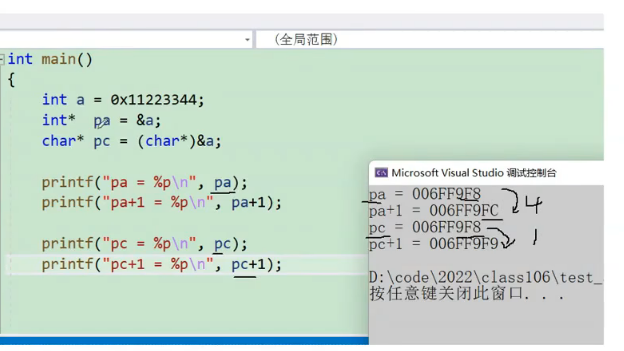 (全局范围)
int main()
{
int a = 0x11223344;
int* pa = &a;
char* pc = (char*)&a;
printf("pa = %p\n", pa);
printf("pa+1 = %p\n", pa+1);
printf("pc = %p\n", pc);
printf("pc+1 = %p\n", pc+1);
}
Microsoft Visual Studio 调试控制台
pa = 006FF9F8
pa+1 = 006FF9FC
4
pc = 006FF9F8
pc+1 = 006FF9F9
1
D:\code\2022\class106\test_
按任意键关闭此窗口. . .